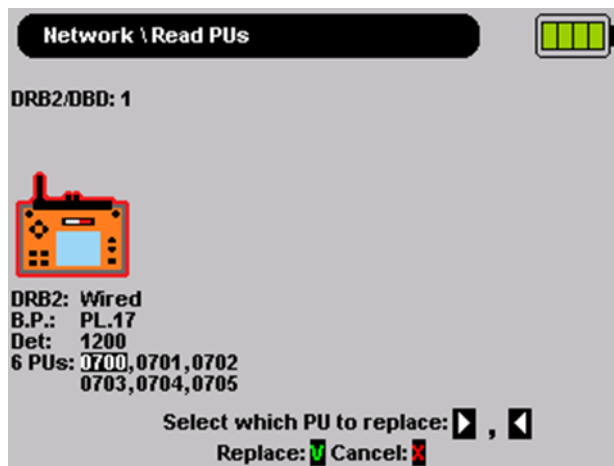 Network \ Read PUs
DRB2/DBD: 1
DRB2: Wired
B.P.: PL.17
Det: 1200
6 PUs: 0700,0701,0702
0703,0704,0705
Select which PU to replace: ▶ , ◀
Replace: V Cancel: X